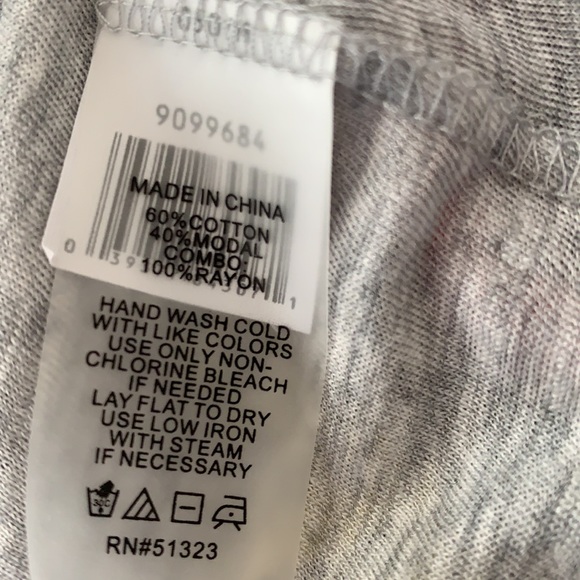 9099684
MADE IN CHINA
60%COTTON
40%MODAL
COMBO:
100%RAYON
HAND WASH COLD
WITH LIKE COLORS
USE ONLY NON-
CHLORINE BLEACH
IF NEEDED
LAY FLAT TO DRY
USE LOW IRON
WITH STEAM
IF NECESSARY
30C
RN#51323